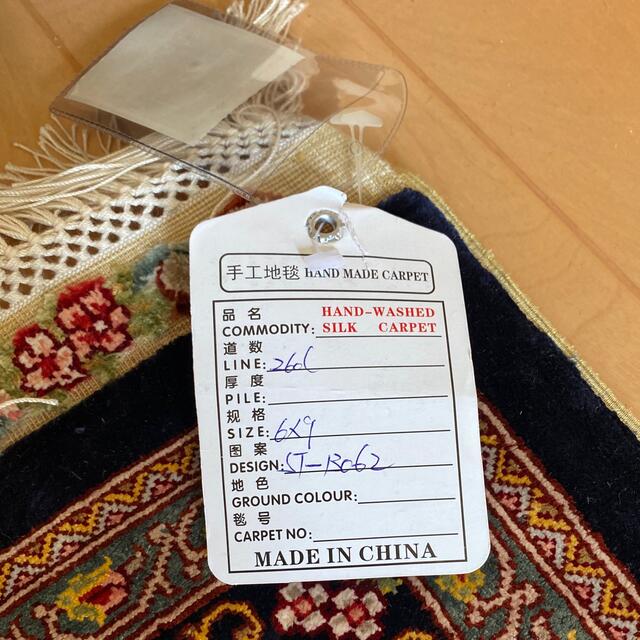 手工地毯 HAND MADE CARPET
品名 HAND-WASHED
COMMODITY: SILK CARPET
道数
LINE: 260L
厚度
PILE:
规格
SIZE: 6X9
图案
DESIGN: ST-R062
地色
GROUND COLOUR:
毯号
CARPET NO:
MADE IN CHINA